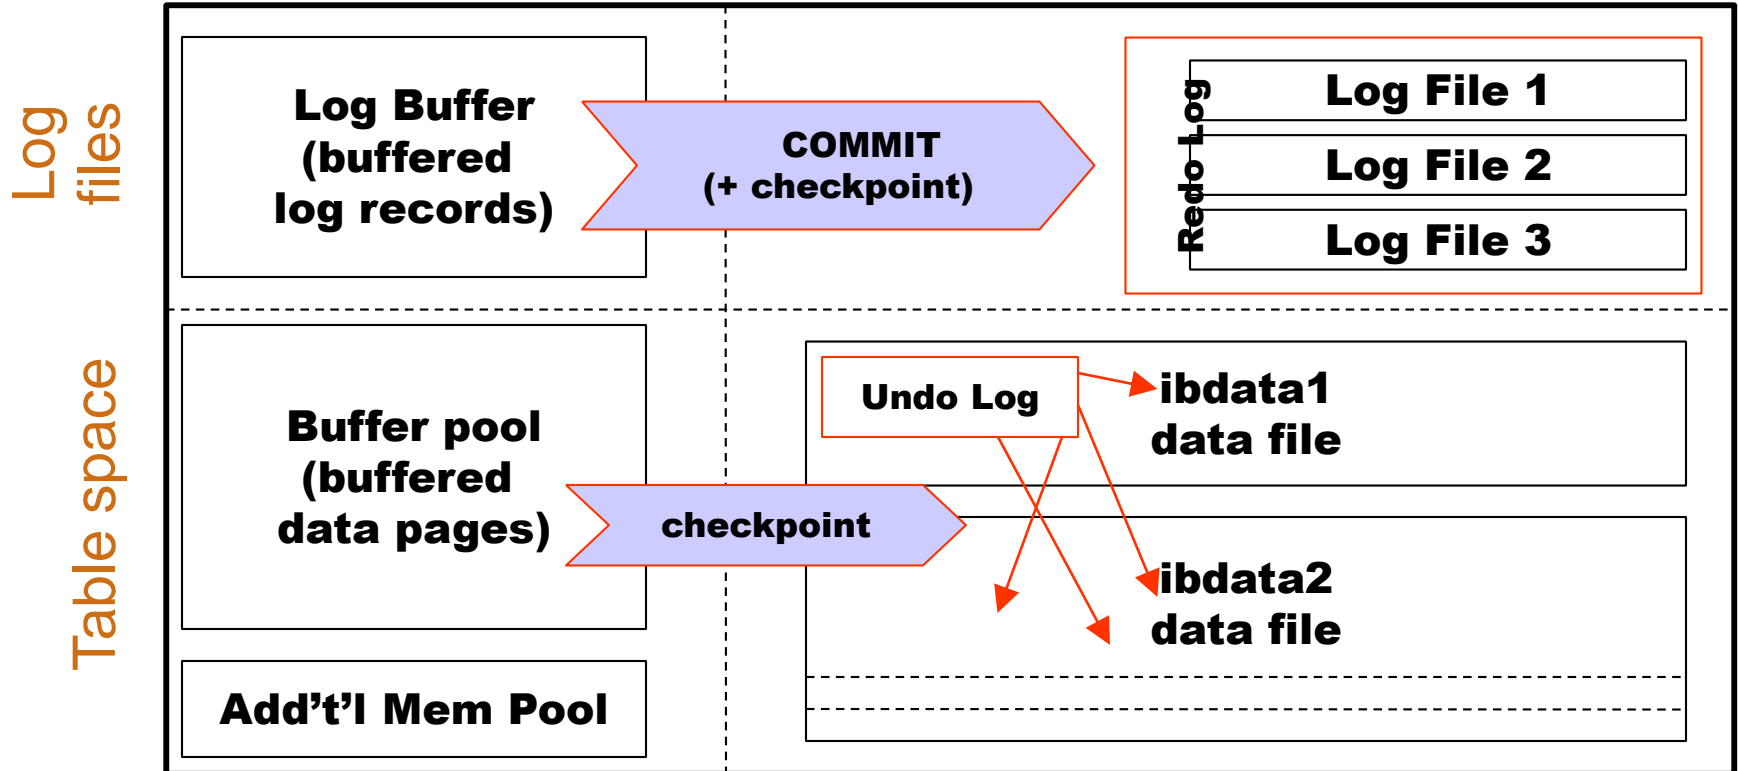 Log
files
Log Buffer
(buffered
log records)
COMMIT
(+ checkpoint)
Redo Log
Log File 1
Log File 2
Log File 3
Table space
Buffer pool
(buffered
data pages)
checkpoint
Undo Log
ibdata1
data file
ibdata2
data file
Add’t’l Mem Pool